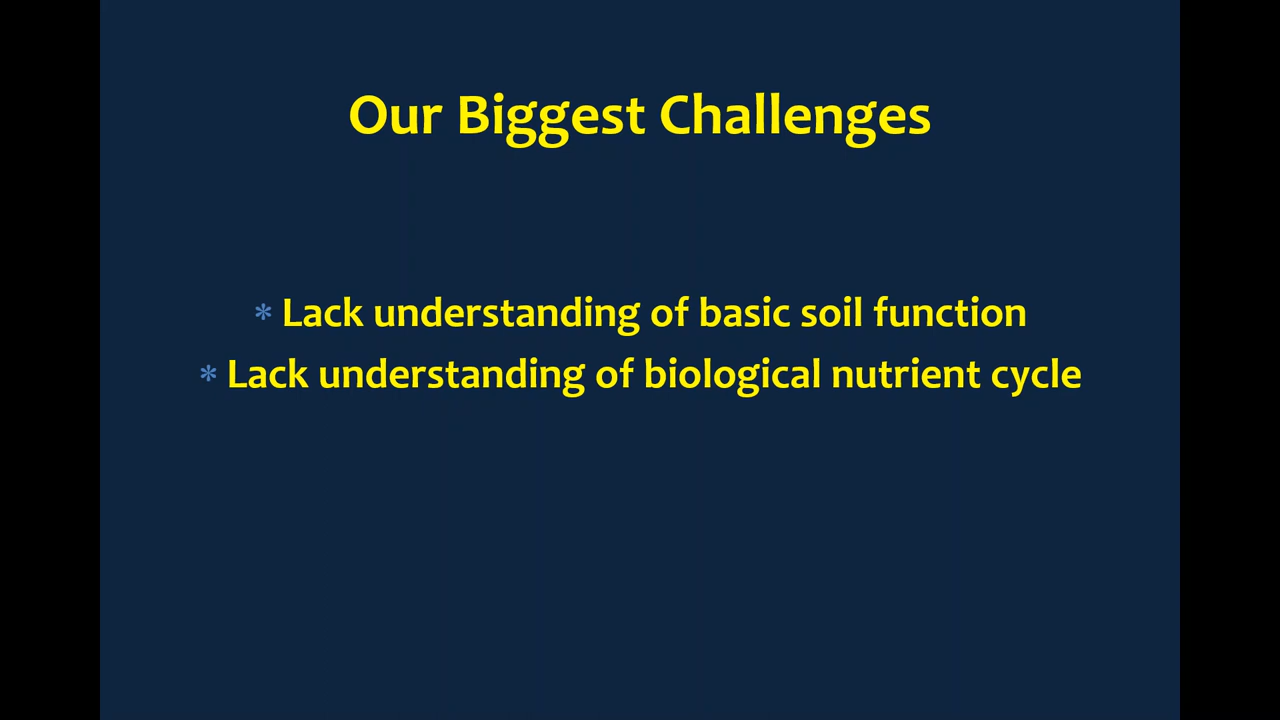 Our Biggest Challenges
* Lack understanding of basic soil function
* Lack understanding of biological nutrient cycle